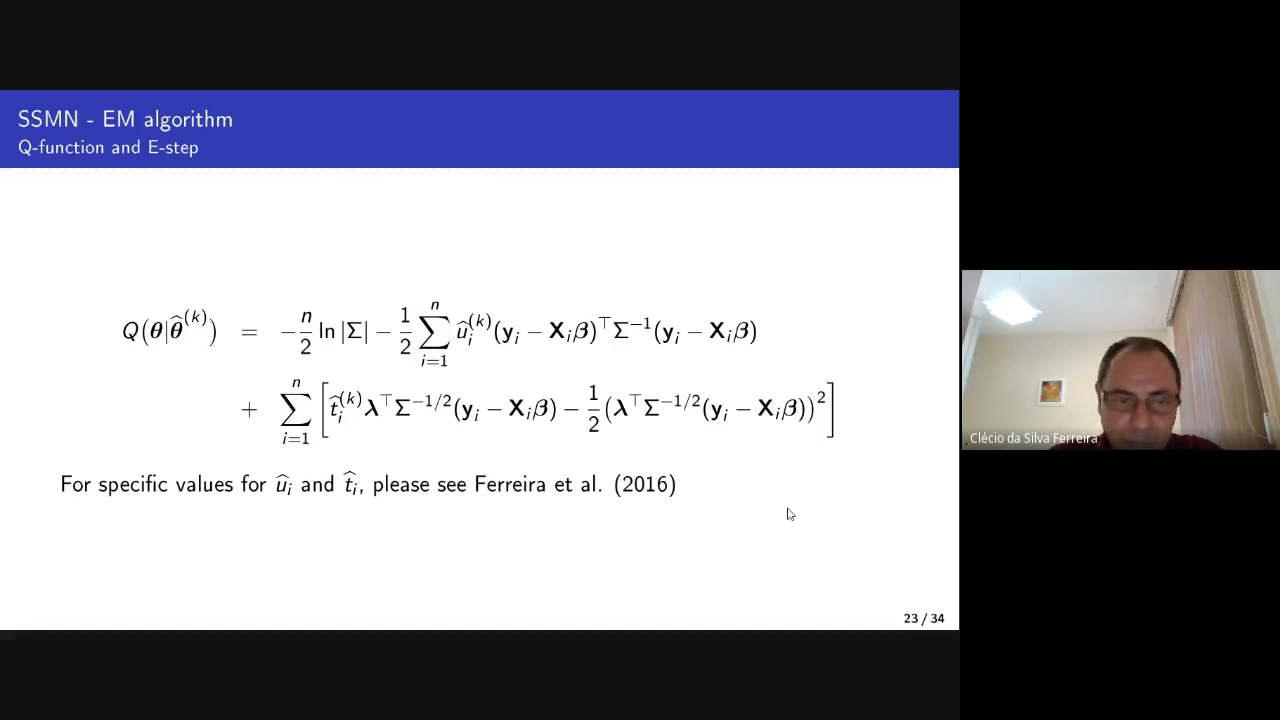 SSMN - EM algorithm
Q-function and E-step
Q(θ|θ̂^(k)) = −n/2 ln |Σ| − 1/2 ∑_{i=1}^{n} û_i^(k) (y_i − X_iβ)^⊤ Σ^{−1} (y_i − X_iβ)
+ ∑_{i=1}^{n} [ t̂_i^(k) λ^⊤ Σ^{−1/2} (y_i − X_iβ) − 1/2 (λ^⊤ Σ^{−1/2} (y_i − X_iβ))^2 ]
For specific values for û_i and t̂_i, please see Ferreira et al. (2016)
23 / 34
Clécio da Silva Ferreira